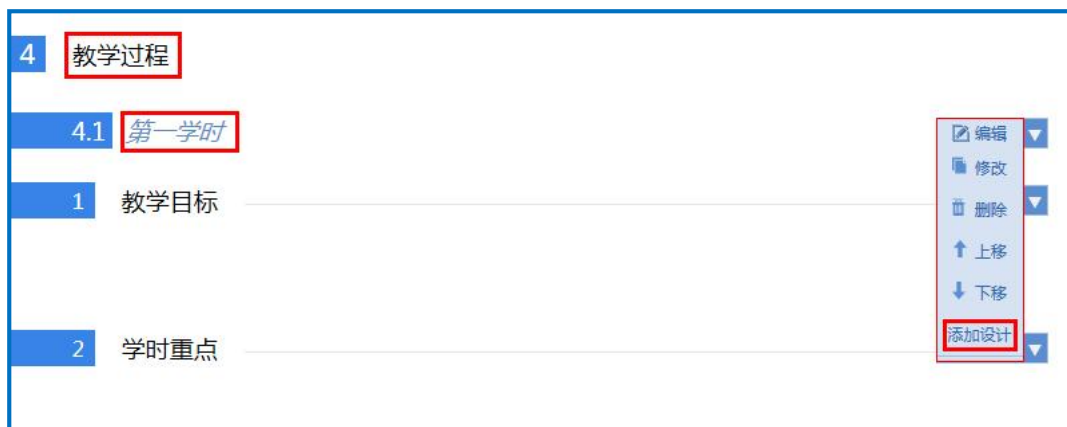 4 教学过程
4.1 第一学时
编辑
修改
1 教学目标
删除
上移
下移
添加设计
2 学时重点